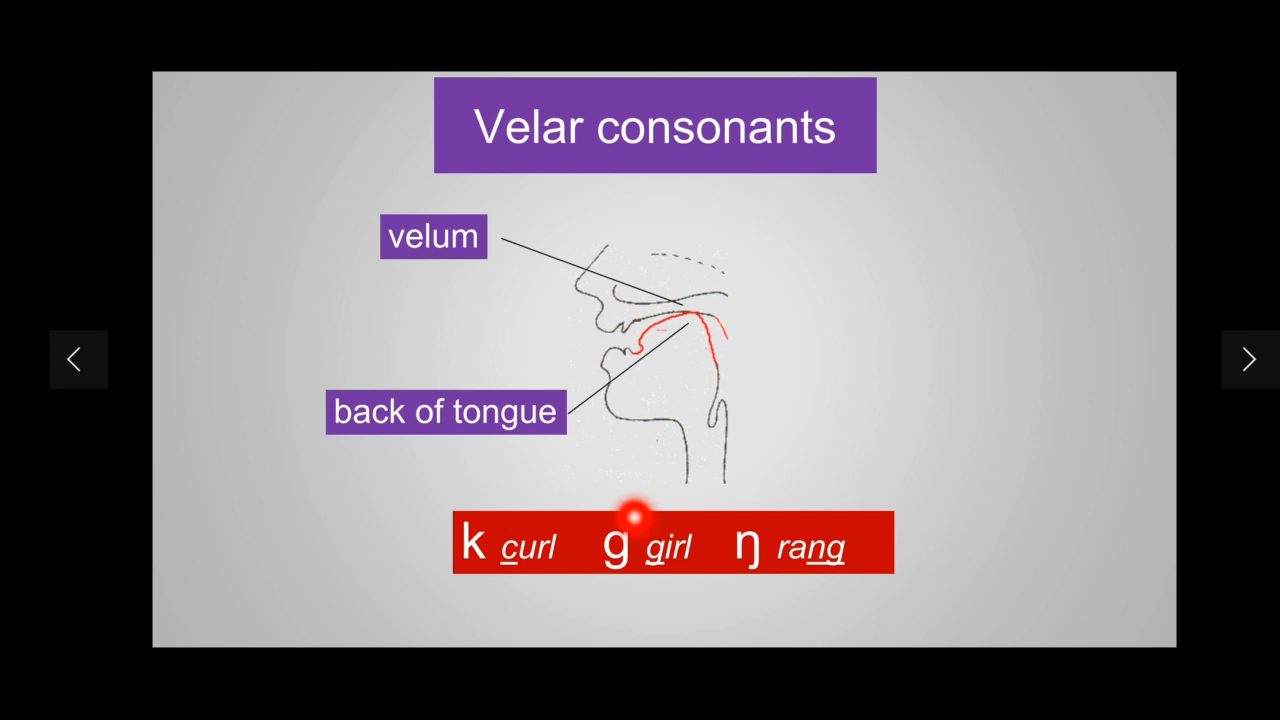 Velar consonants
velum
back of tongue
k curl g girl ŋ rang